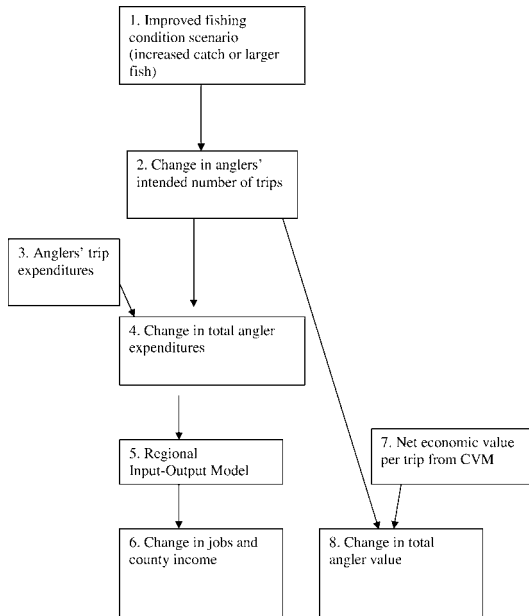 1. Improved fishing
condition scenario
(increased catch or larger
fish)
2. Change in anglers'
intended number of trips
3. Anglers' trip
expenditures
4. Change in total angler
expenditures
5. Regional
Input-Output Model
7. Net economic value
per trip from CVM
6. Change in jobs and
county income
8. Change in total
angler value